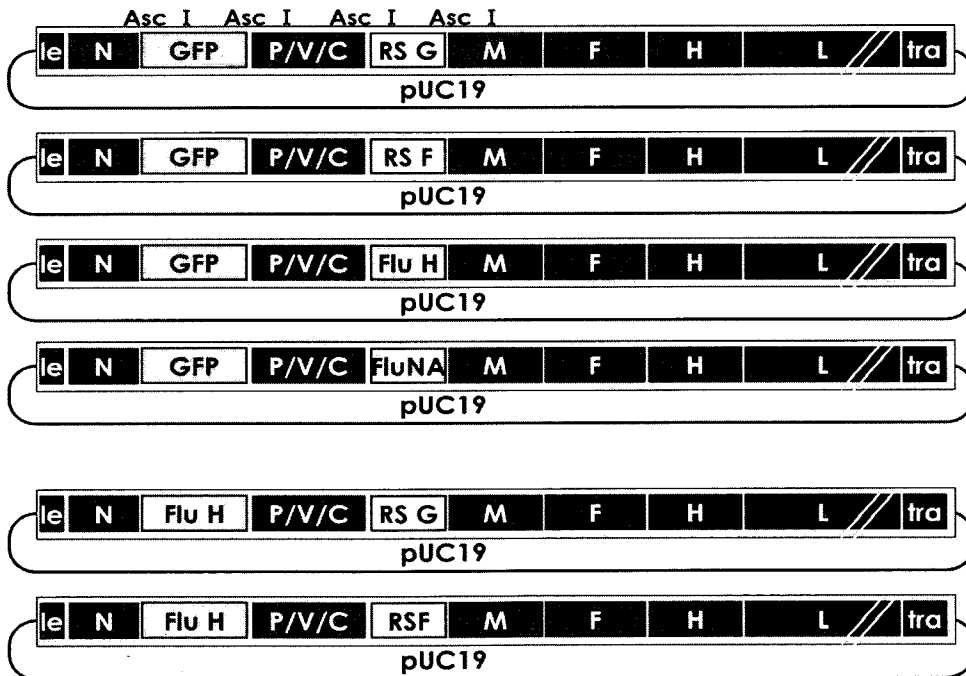 Asc I Asc I Asc I Asc I
le N GFP P/V/C RS G M F H L tra
pUC19
le N GFP P/V/C RS F M F H L tra
pUC19
le N GFP P/V/C Flu H M F H L tra
pUC19
le N GFP P/V/C FluNA M F H L tra
pUC19
le N Flu H P/V/C RS G M F H L tra
pUC19
le N Flu H P/V/C RSF M F H L tra
pUC19